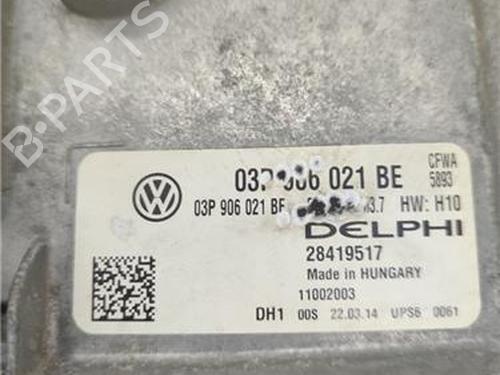 B-PARTS
03P 906 021 BE
CFWA
5893
03P 906 021 BE
HW: H10
DELPHI
28419517
Made in HUNGARY
11002003
DH1 00S 22.03.14 UPS6 0061